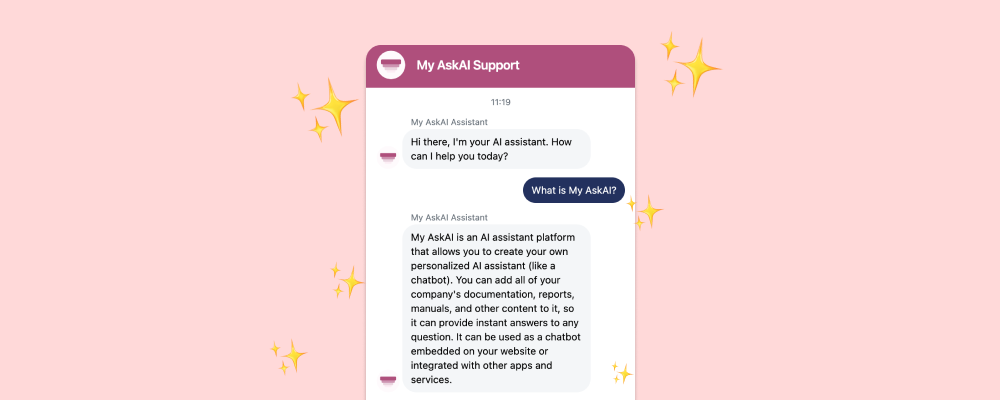 My AskAI Support
11:19
My AskAI Assistant
Hi there, I'm your AI assistant. How
can I help you today?
What is My AskAI?
My AskAI Assistant
My AskAI is an AI assistant platform
that allows you to create your own
personalized AI assistant (like a
chatbot). You can add all of your
company's documentation, reports,
manuals, and other content to it, so
it can provide instant answers to any
question. It can be used as a chatbot
embedded on your website or
integrated with other apps and
services.